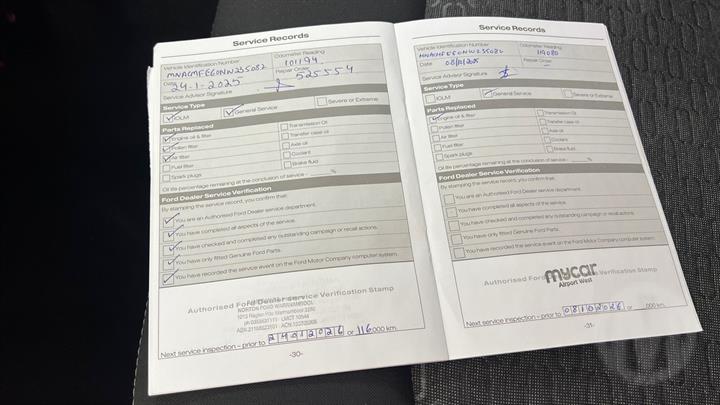 Service Records
Vehicle Identification Number
Odometer Reading
MNACMFE60NW235082
101194
Date 24-1-2025
Repair Order 525554
Service Advisor Signature
Service Type
IOLM
General Service
Severe or Extreme
Parts Replaced
Engine oil & filter
Transmission Oil
Pollen filter
Transfer case oil
Air filter
Axle oil
Fuel filter
Coolant
Spark plugs
Brake fluid
Oil life percentage remaining at the conclusion of service - %
Ford Dealer Service Verification
By stamping the service record, you confirm that:
You are an Authorised Ford Dealer service department.
You have completed all aspects of the service.
You have checked and completed any outstanding campaign or recall actions.
You have only fitted Genuine Ford Parts.
You have recorded the service event on the Ford Motor Company computer system.
Authorised Ford Dealer service Verification Stamp
NORTON FORD WARRNAMBOOL
Next service inspection - prior to 24012026 or 116 000 km.
-30-
Service Records
Vehicle Identification Number
Odometer Reading
119080
Date 08/10/2025
Repair Order
Service Advisor Signature
Service Type
IOLM
General Service
Severe or Extreme
Parts Replaced
Engine oil & filter
Transmission Oil
Pollen filter
Transfer case oil
Air filter
Axle oil
Fuel filter
Coolant
Spark plugs
Brake fluid
Oil life percentage remaining at the conclusion of service - %
Ford Dealer Service Verification
By stamping the service record, you confirm that:
You are an Authorised Ford Dealer service department.
You have completed all aspects of the service.
You have checked and completed any outstanding campaign or recall actions.
You have only fitted Genuine Ford Parts.
You have recorded the service event on the Ford Motor Company computer system.
mycar
Airport West
Authorised Ford Service Verification Stamp
Next service inspection - prior to 08102026 or ,000 km.
-31-